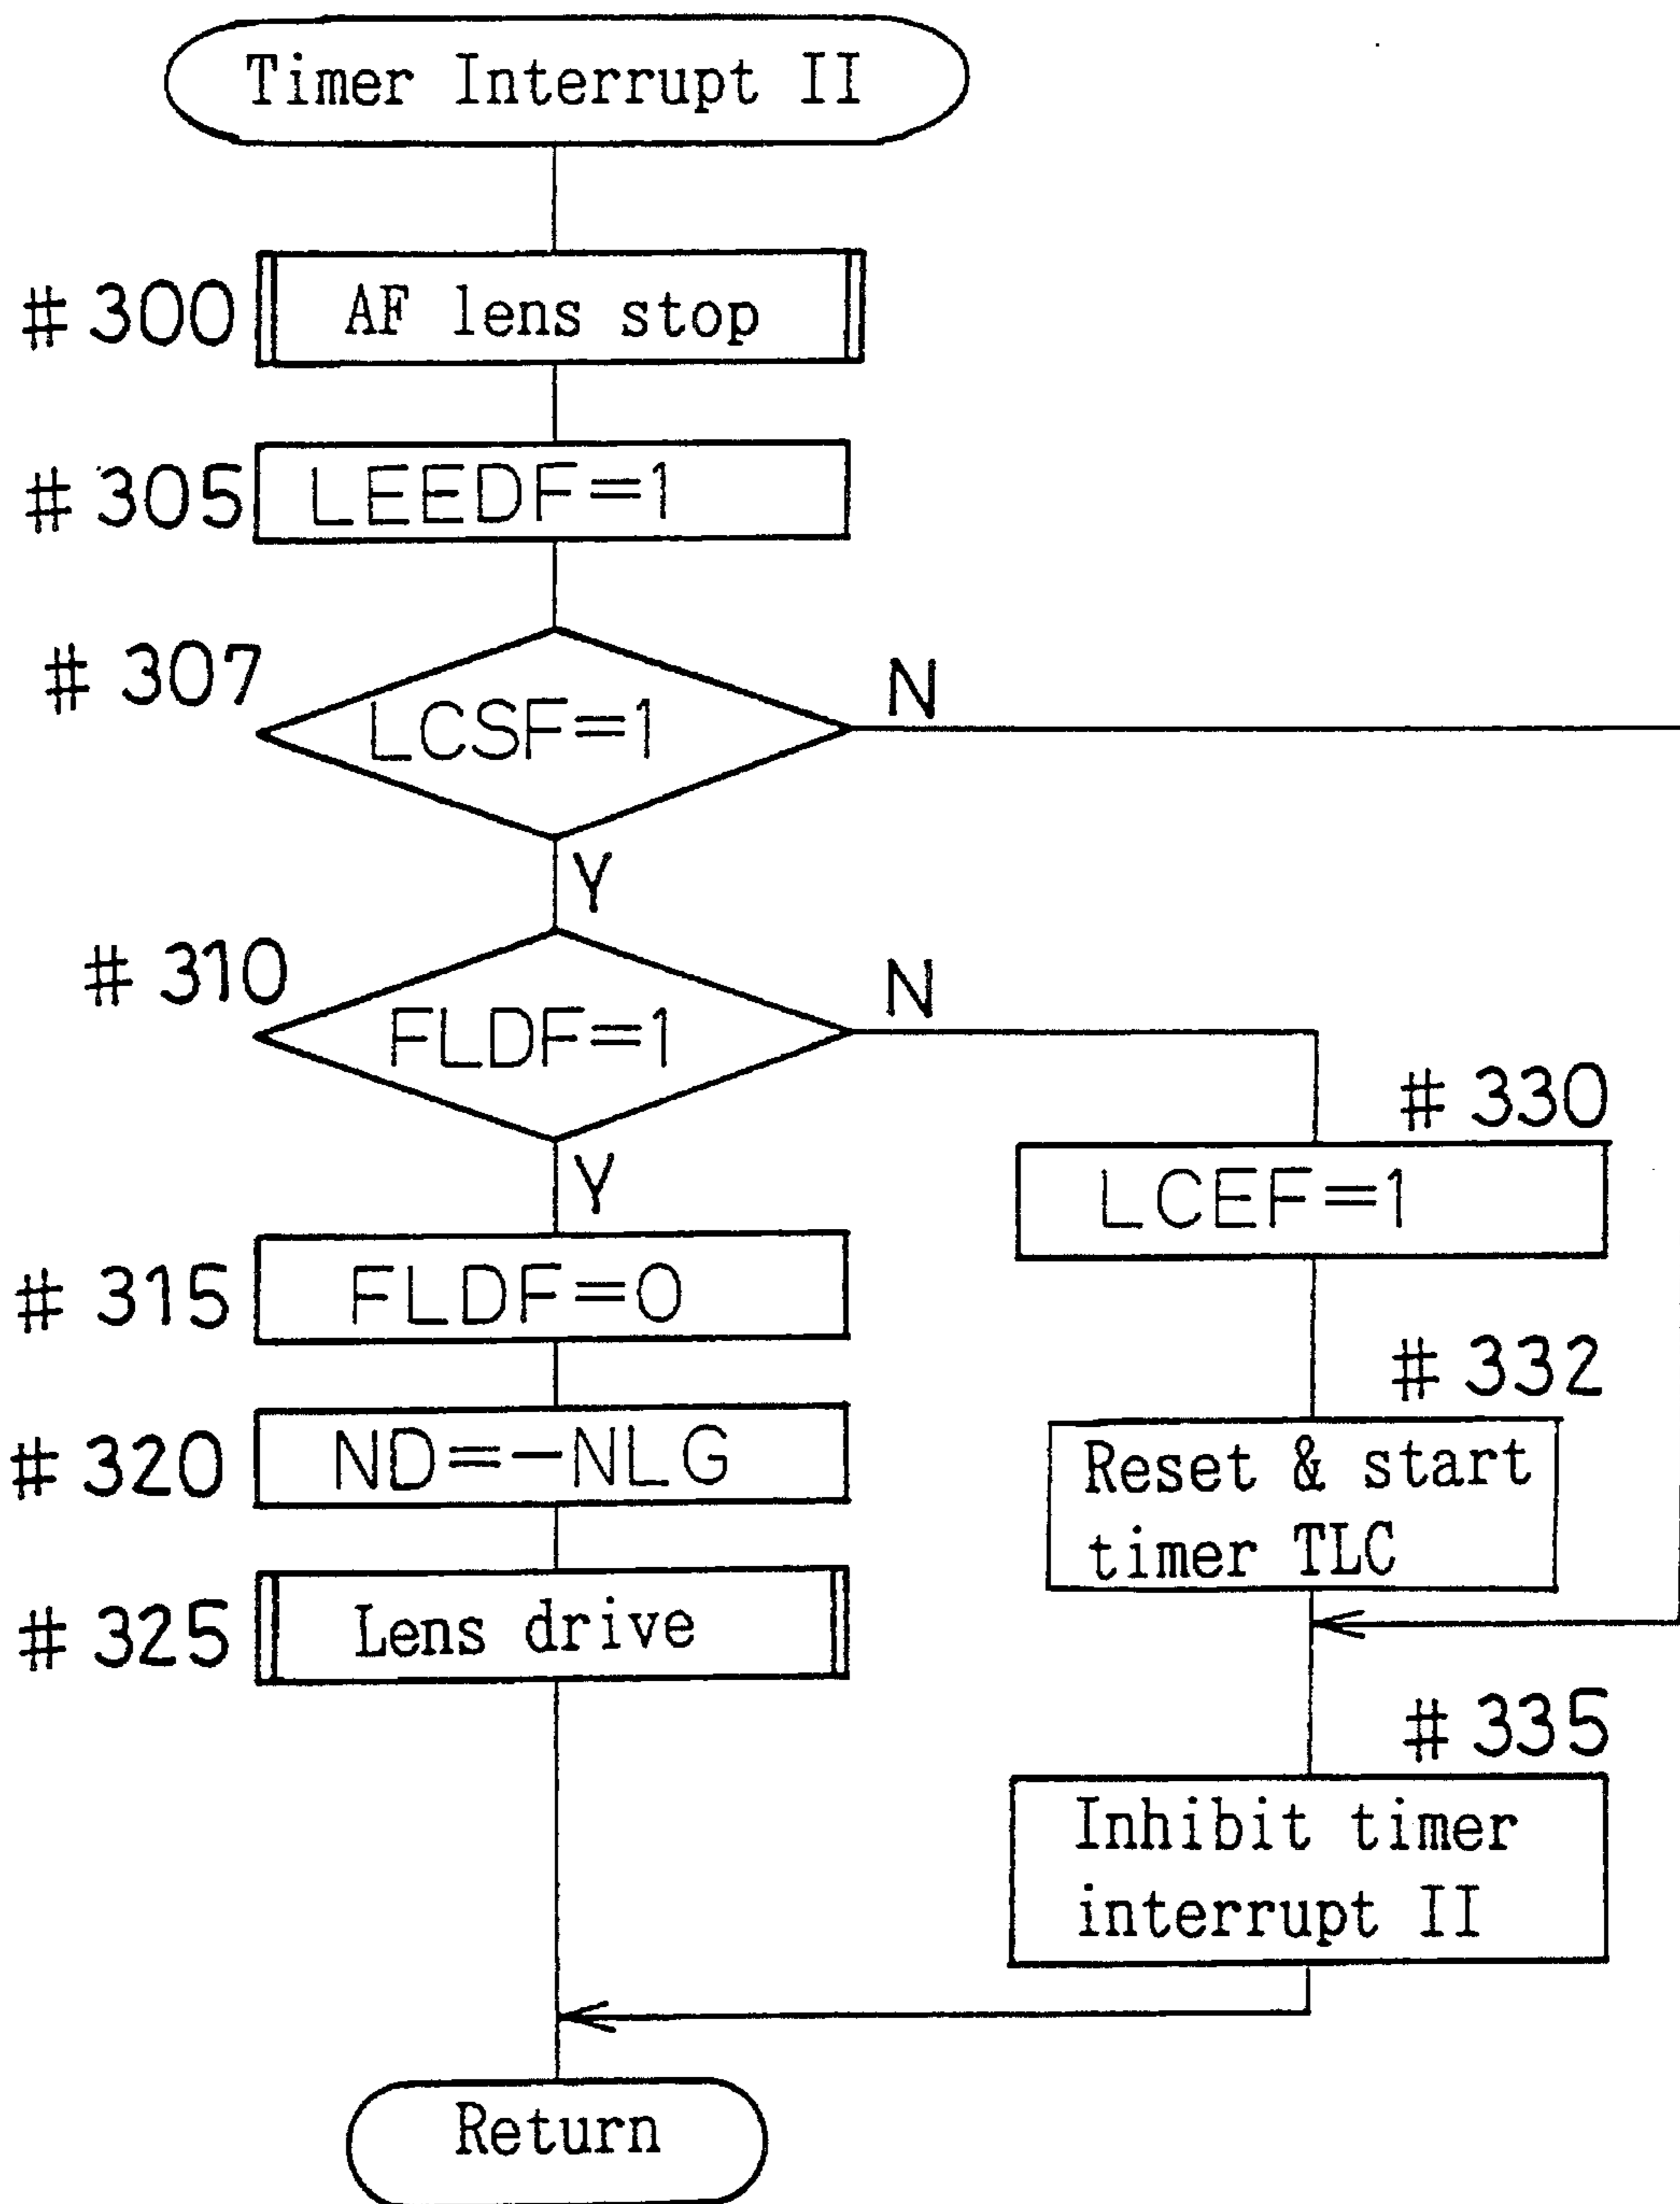 Timer Interrupt II
# 300
AF lens stop
# 305
LEEDF=1
# 307
LCSF=1
N
Y
# 310
FLDF=1
N
Y
# 330
LCEF=1
# 315
FLDF=0
# 332
Reset & start
timer TLC
# 320
ND=-NLG
# 325
Lens drive
# 335
Inhibit timer
interrupt II
Return